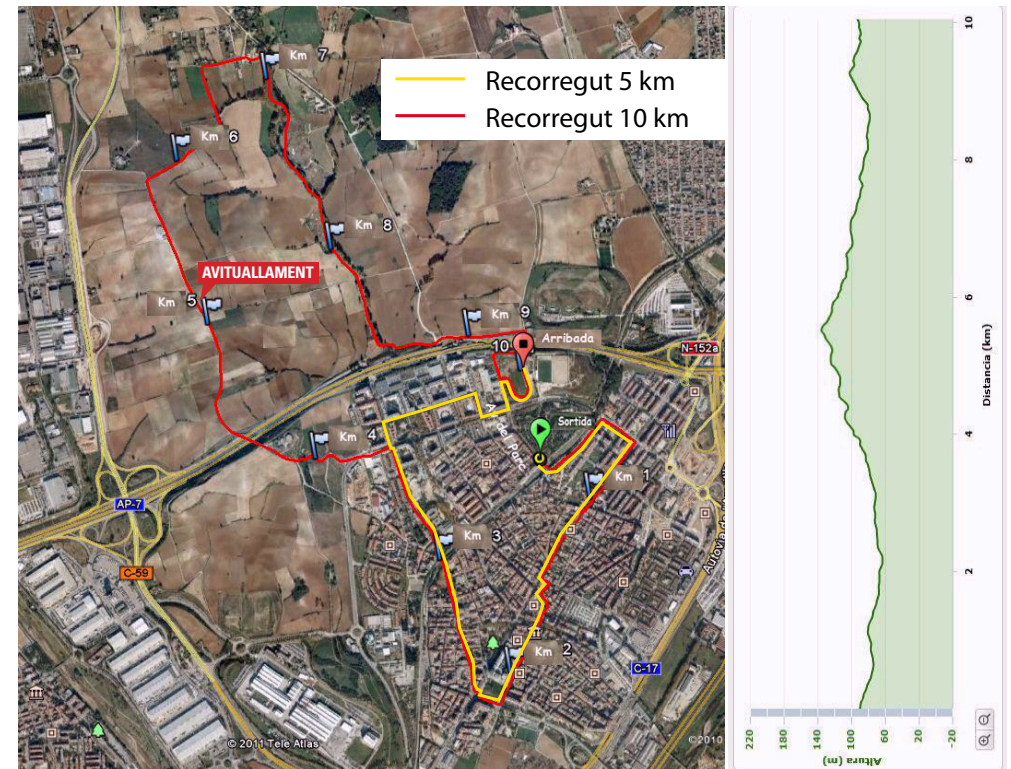 Recorregut 5 km
Recorregut 10 km
Km 7
Km 6
Km 8
AVITUALLAMENT
Km 5
Km 9
10
Arribada
N-152a
Sortida
Av. del Parc
Km 4
Km 1
AP-7
Km 3
C-59
Autovia de
Km 2
C-17
© 2011 Tele Atlas
© 2010
10
8
6
4
2
Distancia (km)
220
180
140
100
60
20
-20
Altura (m)